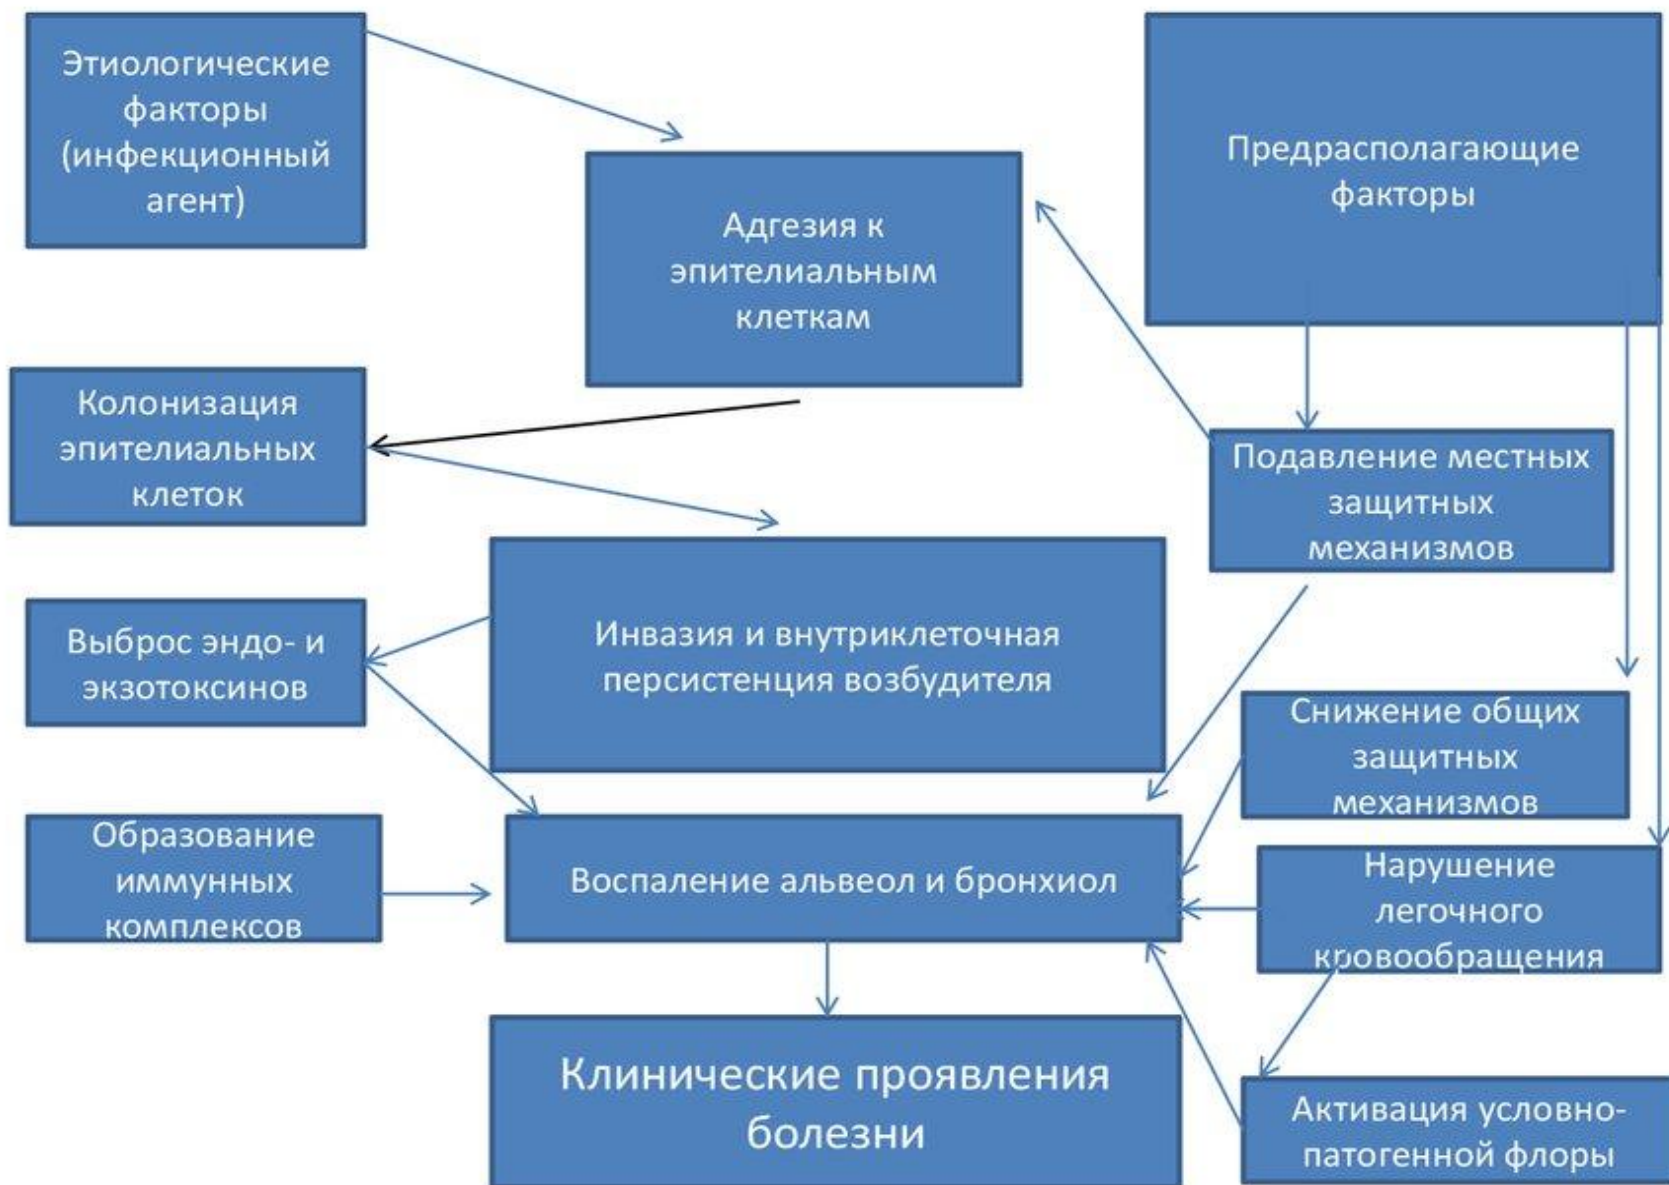 Этиологические
факторы
(инфекционный
агент)
Предрасполагающие
факторы
Адгезия к
эпителиальным
клеткам
Колонизация
эпителиальных
клеток
Подавление местных
защитных
механизмов
Инвазия и внутриклеточная
персистенция возбудителя
Выброс эндо- и
экзотоксинов
Снижение общих
защитных
механизмов
Образование
иммунных
комплексов
Воспаление альвеол и бронхиол
Нарушение
легочного
кровообращения
Клинические проявления
болезни
Активация условно-
патогенной флоры